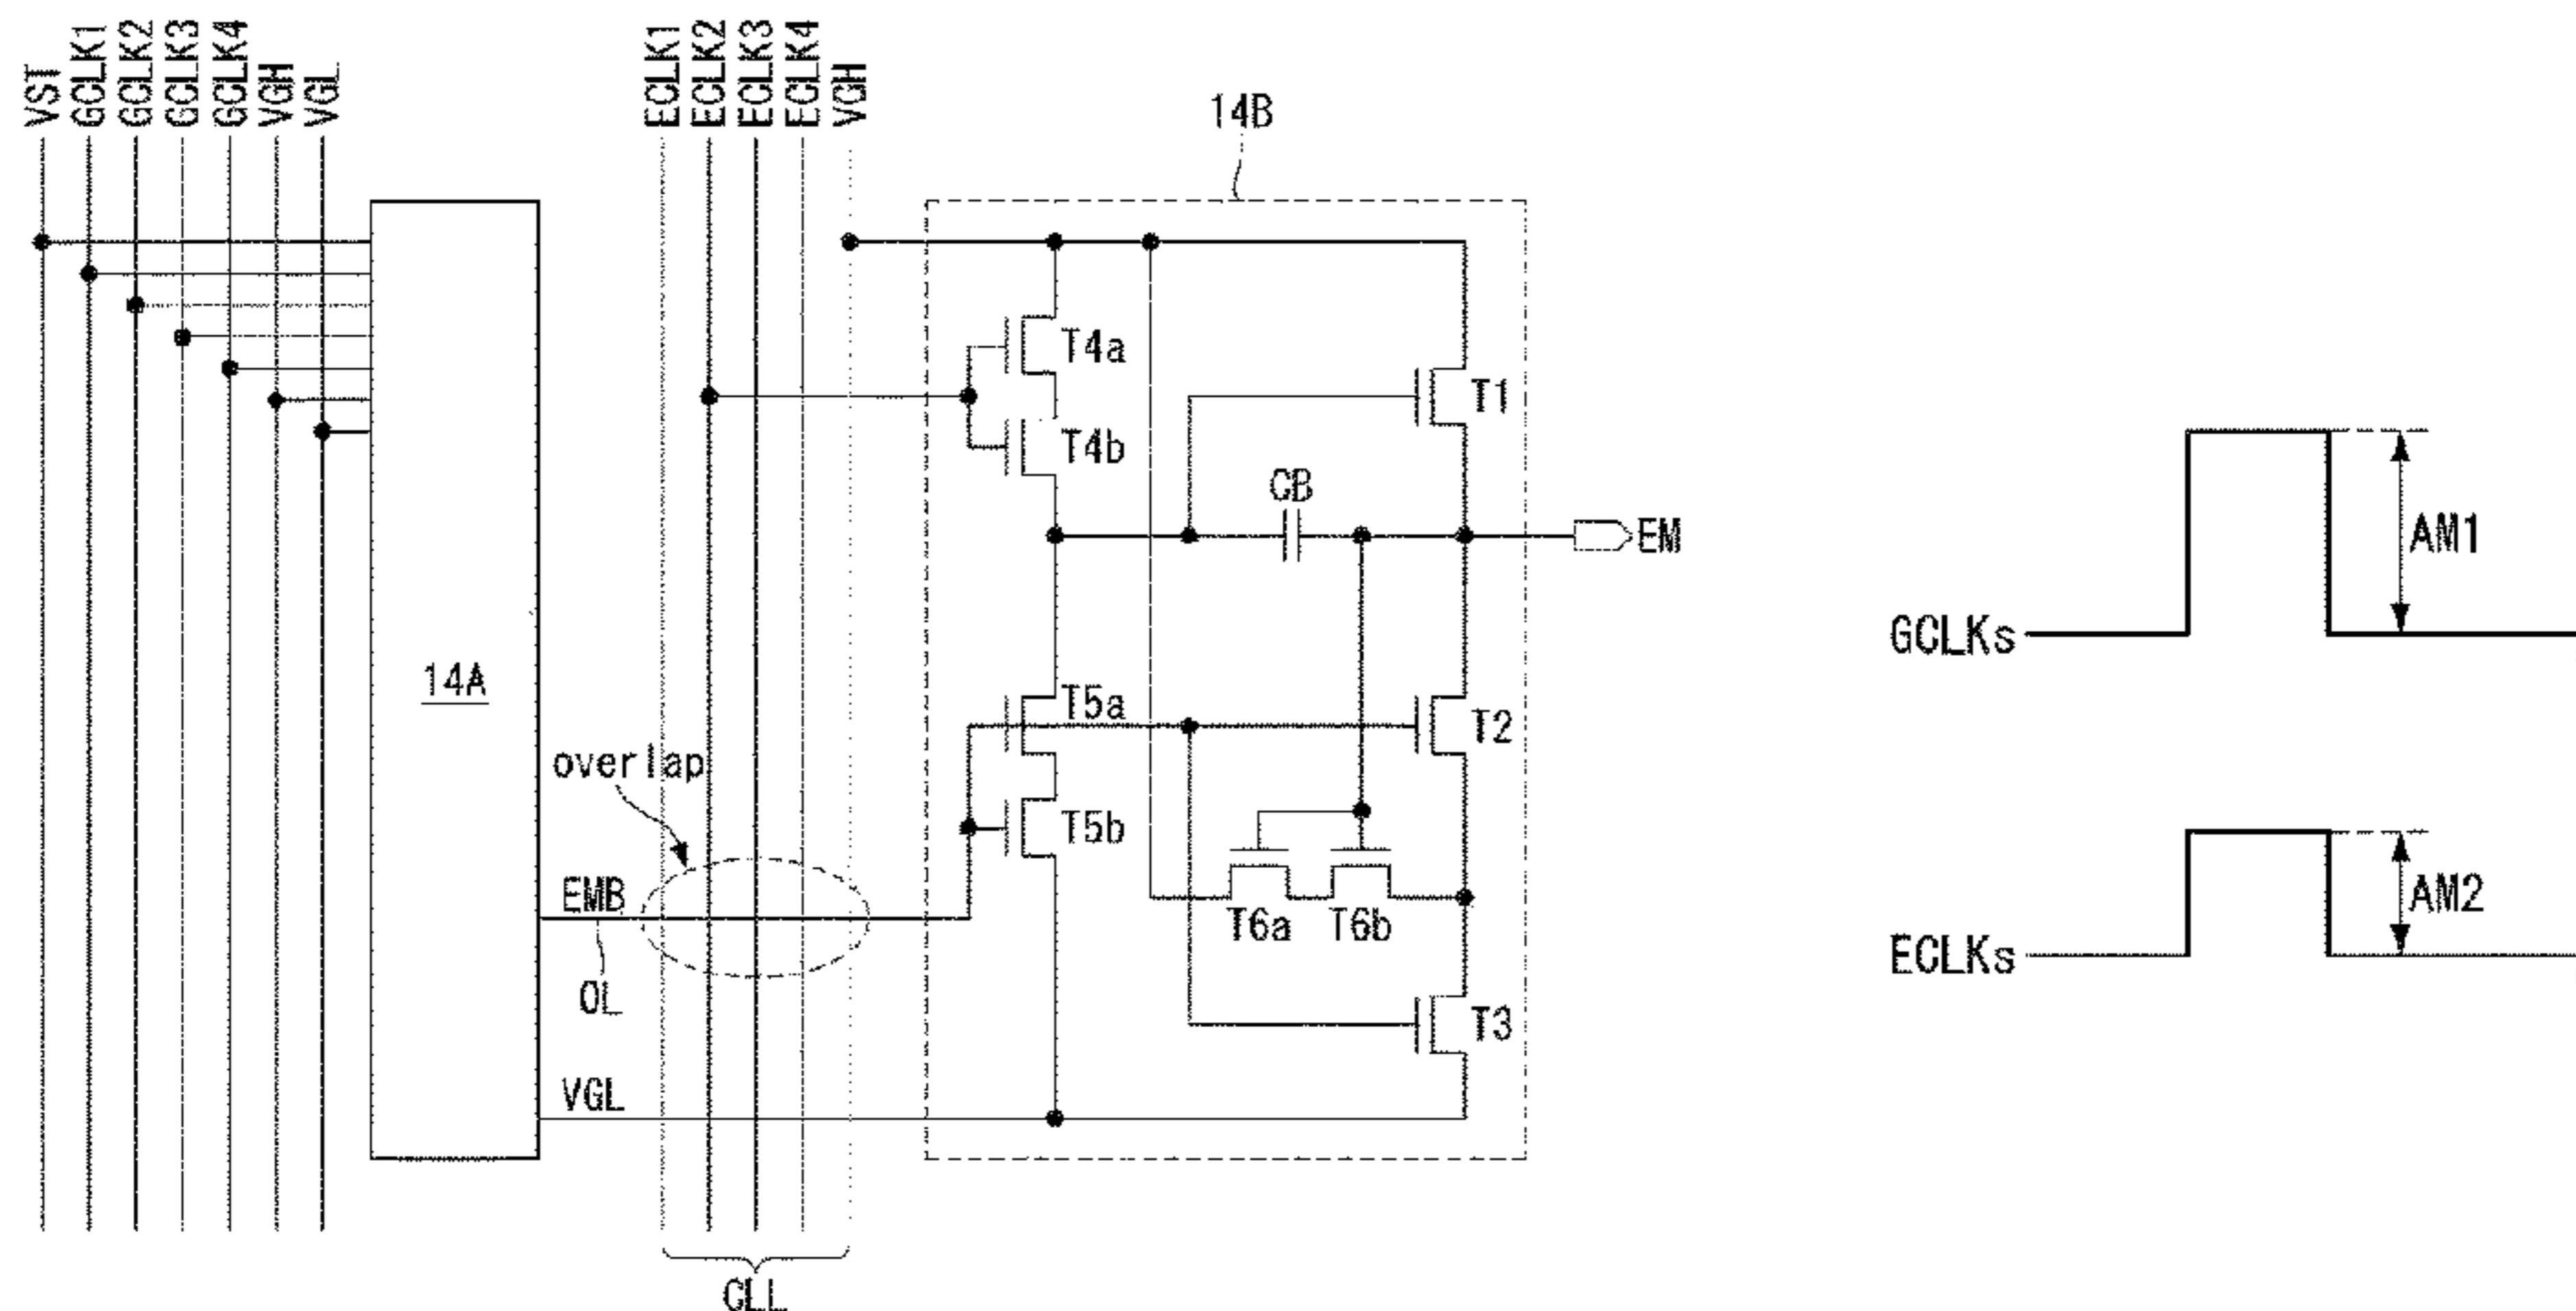 VST
GCLK1
GCLK2
GCLK3
GCLK4
VGH
VGL
ECLK1
ECLK2
ECLK3
ECLK4
VGH
14B
14A
T4a
T4b
T1
CB
EM
T5a
T5b
T2
overlap
EMB
OL
T6a
T6b
T3
VGL
CLL
GCLKs
AM1
ECLKs
AM2